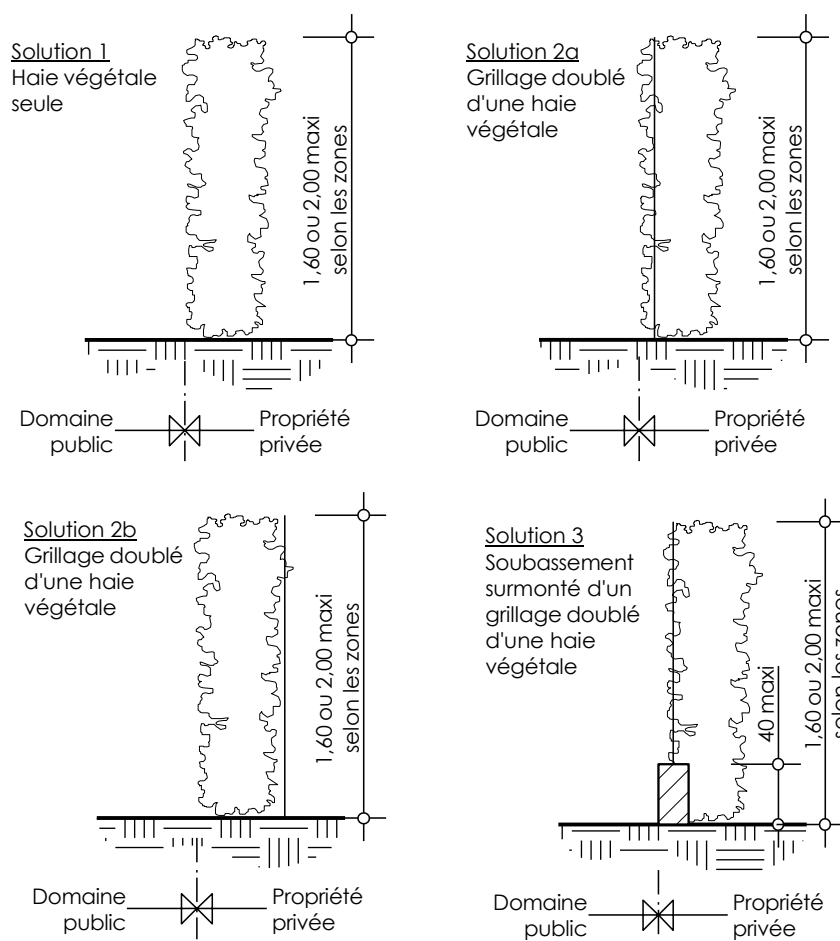 Solution 1
Haie végétale
seule
1,60 ou 2,00 maxi
selon les zones
Domaine
public
Propriété
privée
Solution 2a
Grillage doublé
d'une haie
végétale
1,60 ou 2,00 maxi
selon les zones
Domaine
public
Propriété
privée
Solution 2b
Grillage doublé
d'une haie
végétale
1,60 ou 2,00 maxi
selon les zones
Domaine
public
Propriété
privée
Solution 3
Soubassement
surmonté d'un
grillage doublé
d'une haie
végétale
40 maxi
1,60 ou 2,00 maxi
selon les zones
Domaine
public
Propriété
privée